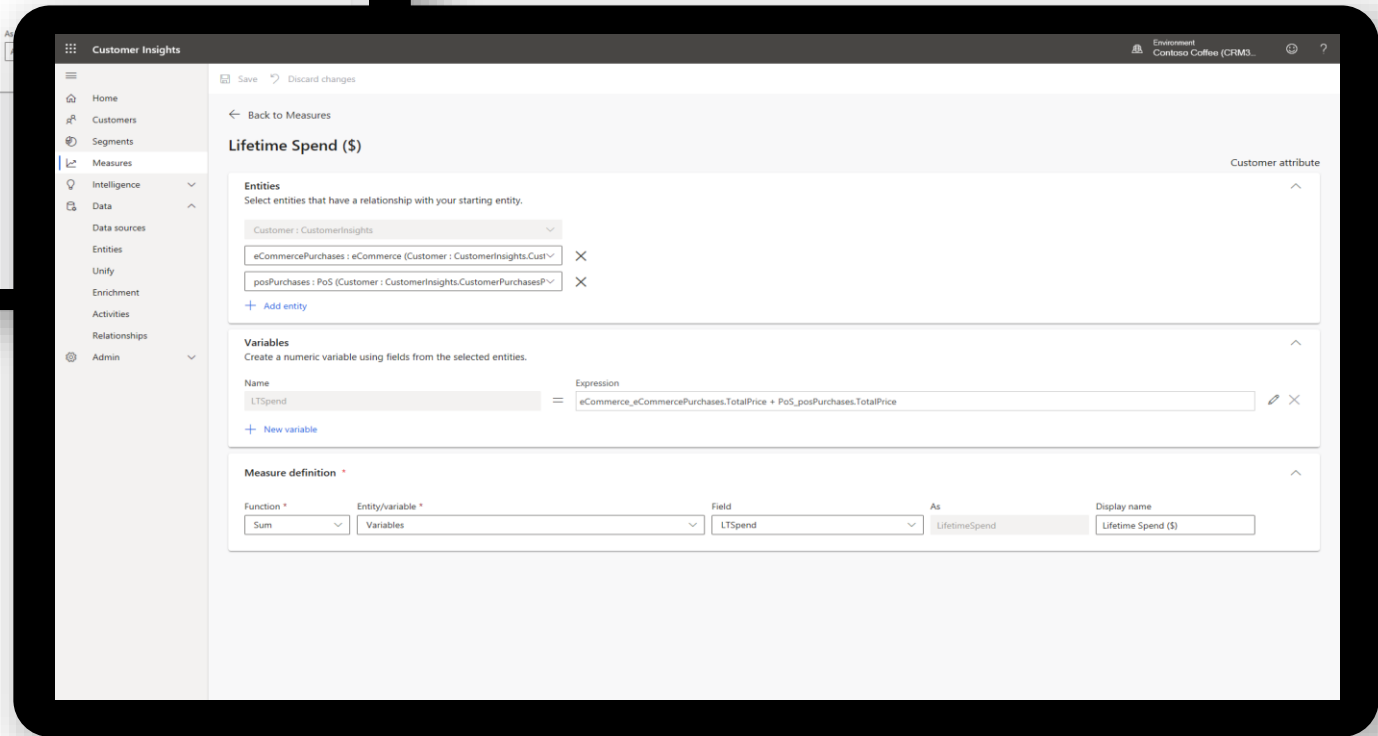 As
Customer Insights
Environment
Contoso Coffee (CRM3...
?
Save Discard changes
Home
Customers
Segments
Measures
Intelligence
Data
Data sources
Entities
Unify
Enrichment
Activities
Relationships
Admin
Back to Measures
Lifetime Spend ($)
Customer attribute
Entities
Select entities that have a relationship with your starting entity.
Customer : CustomerInsights
eCommercePurchases : eCommerce (Customer : CustomerInsights.Cust
posPurchases : PoS (Customer : CustomerInsights.CustomerPurchasesP
+ Add entity
Variables
Create a numeric variable using fields from the selected entities.
Name Expression
LTSpend = eCommerce_eCommercePurchases.TotalPrice + PoS_posPurchases.TotalPrice
+ New variable
Measure definition *
Function * Entity/variable * Field As Display name
Sum Variables LTSpend LifetimeSpend Lifetime Spend ($)